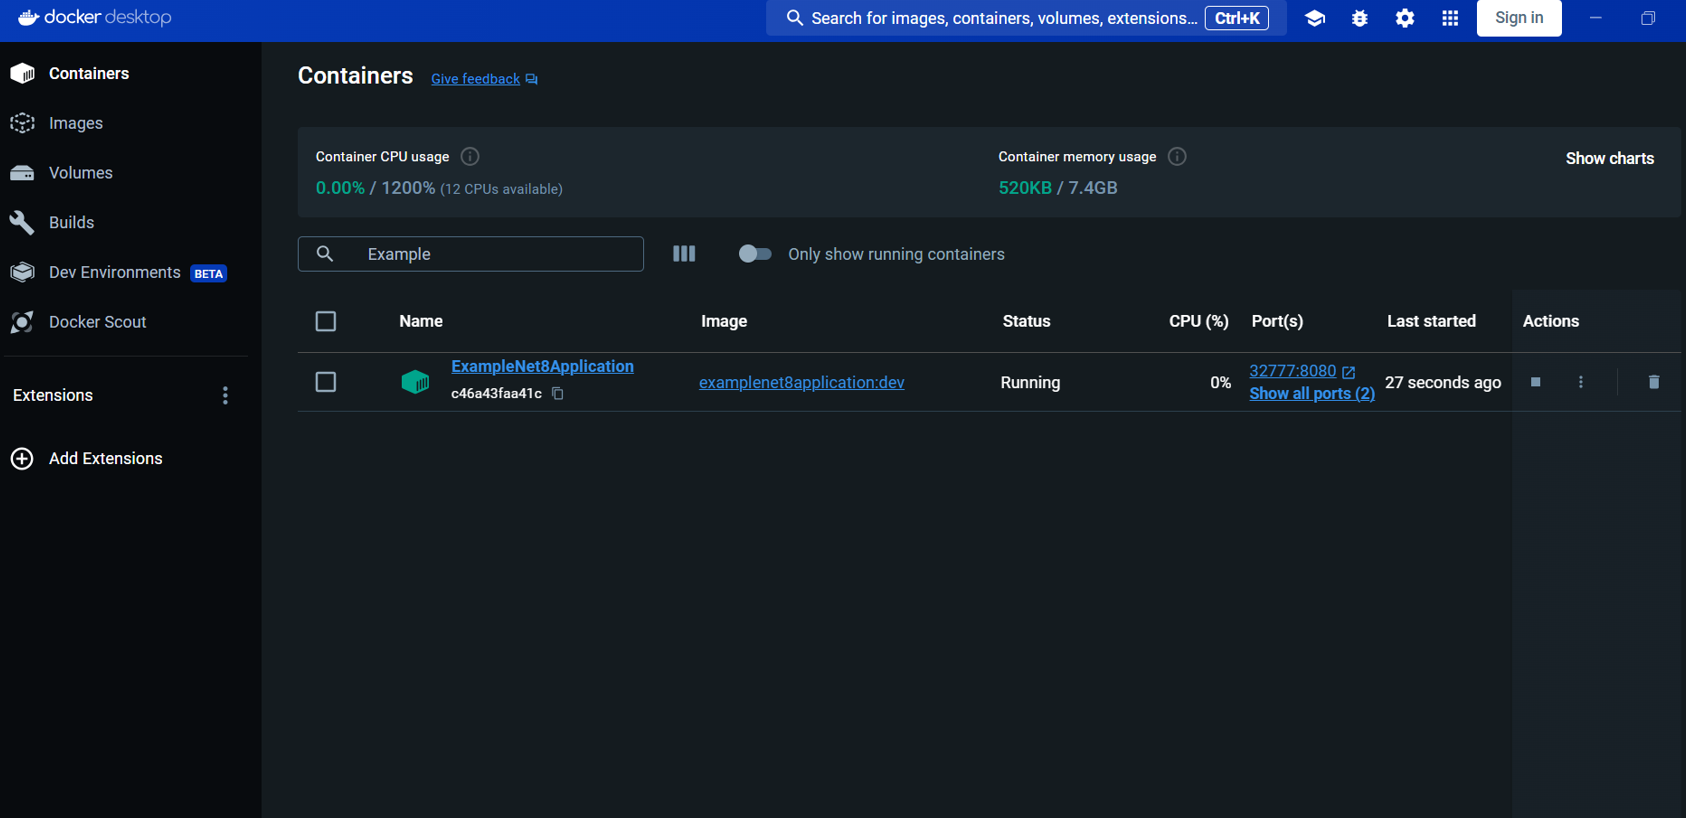 docker desktop
Search for images, containers, volumes, extensions... Ctrl+K
Sign in
Containers
Images
Volumes
Builds
Dev Environments BETA
Docker Scout
Extensions
Add Extensions
Containers Give feedback
Container CPU usage
0.00% / 1200% (12 CPUs available)
Container memory usage
520KB / 7.4GB
Show charts
Example
Only show running containers
Name Image Status CPU (%) Port(s) Last started Actions
ExampleNet8Application
c46a43faa41c
examplenet8application:dev
Running
0%
32777:8080
Show all ports (2)
27 seconds ago